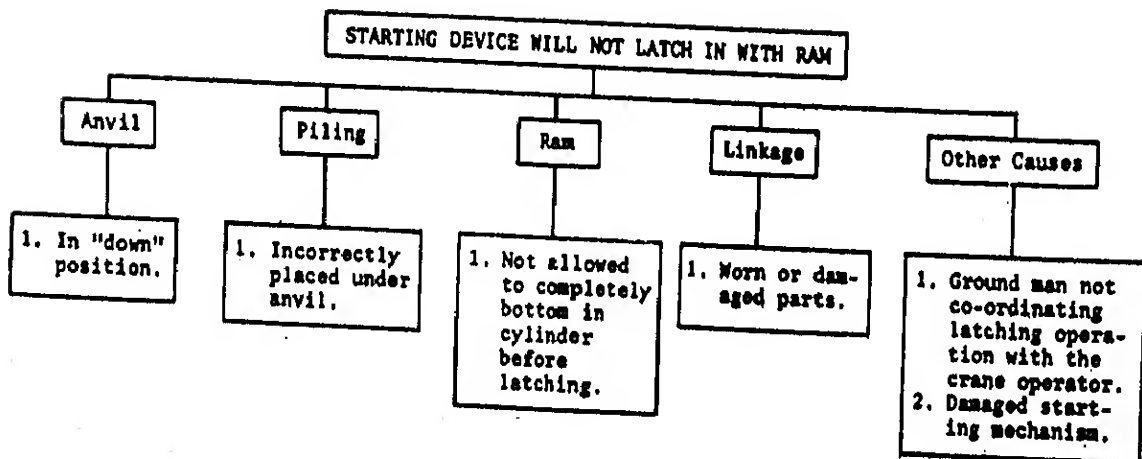 STARTING DEVICE WILL NOT LATCH IN WITH RAM
Anvil
Piling
Ram
Linkage
Other Causes
1. In "down"
position.
1. Incorrectly
placed under
anvil.
1. Not allowed
to completely
bottom in
cylinder
before
latching.
1. Worn or dam-
aged parts.
1. Ground man not
co-ordinating
latching opera-
tion with the
crane operator.
2. Damaged start-
ing mechanism.